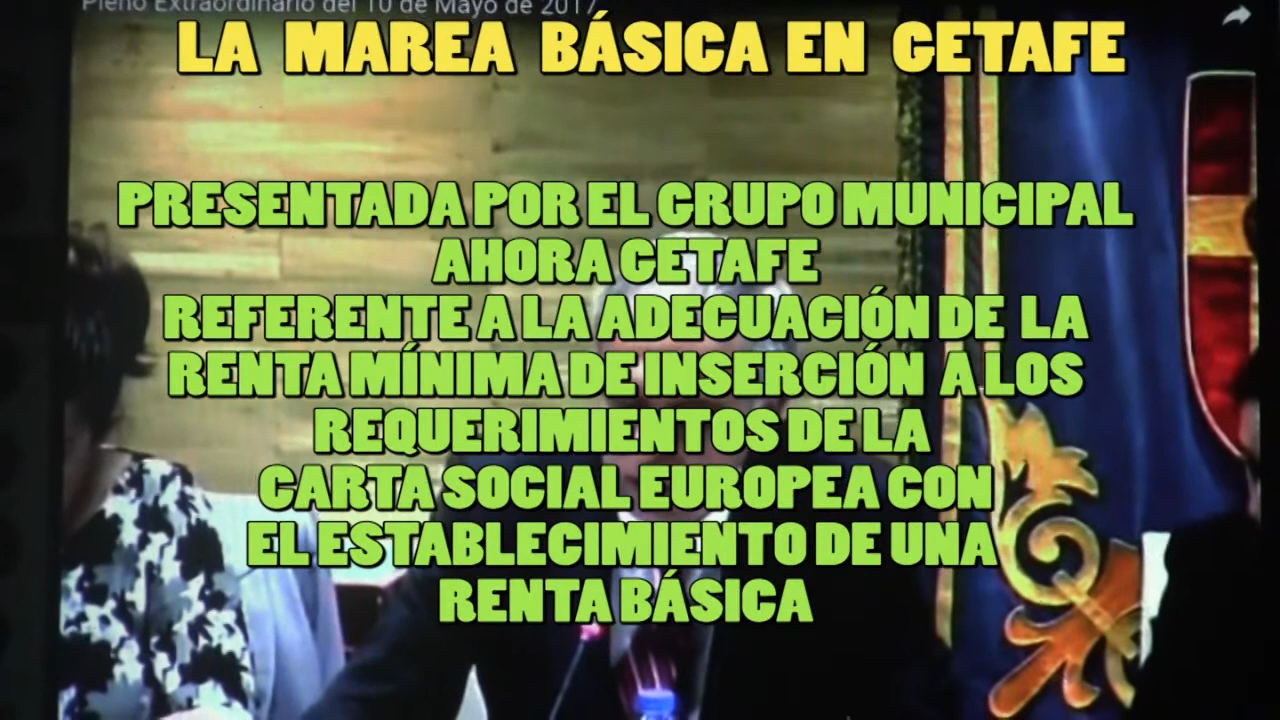 Pleno Extraordinario del 10 de Mayo de 2017
LA MAREA BÁSICA EN GETAFE
PRESENTADA POR EL GRUPO MUNICIPAL
AHORA GETAFE
REFERENTE A LA ADECUACIÓN DE LA
RENTA MÍNIMA DE INSERCIÓN A LOS
REQUERIMIENTOS DE LA
CARTA SOCIAL EUROPEA CON
EL ESTABLECIMIENTO DE UNA
RENTA BÁSICA